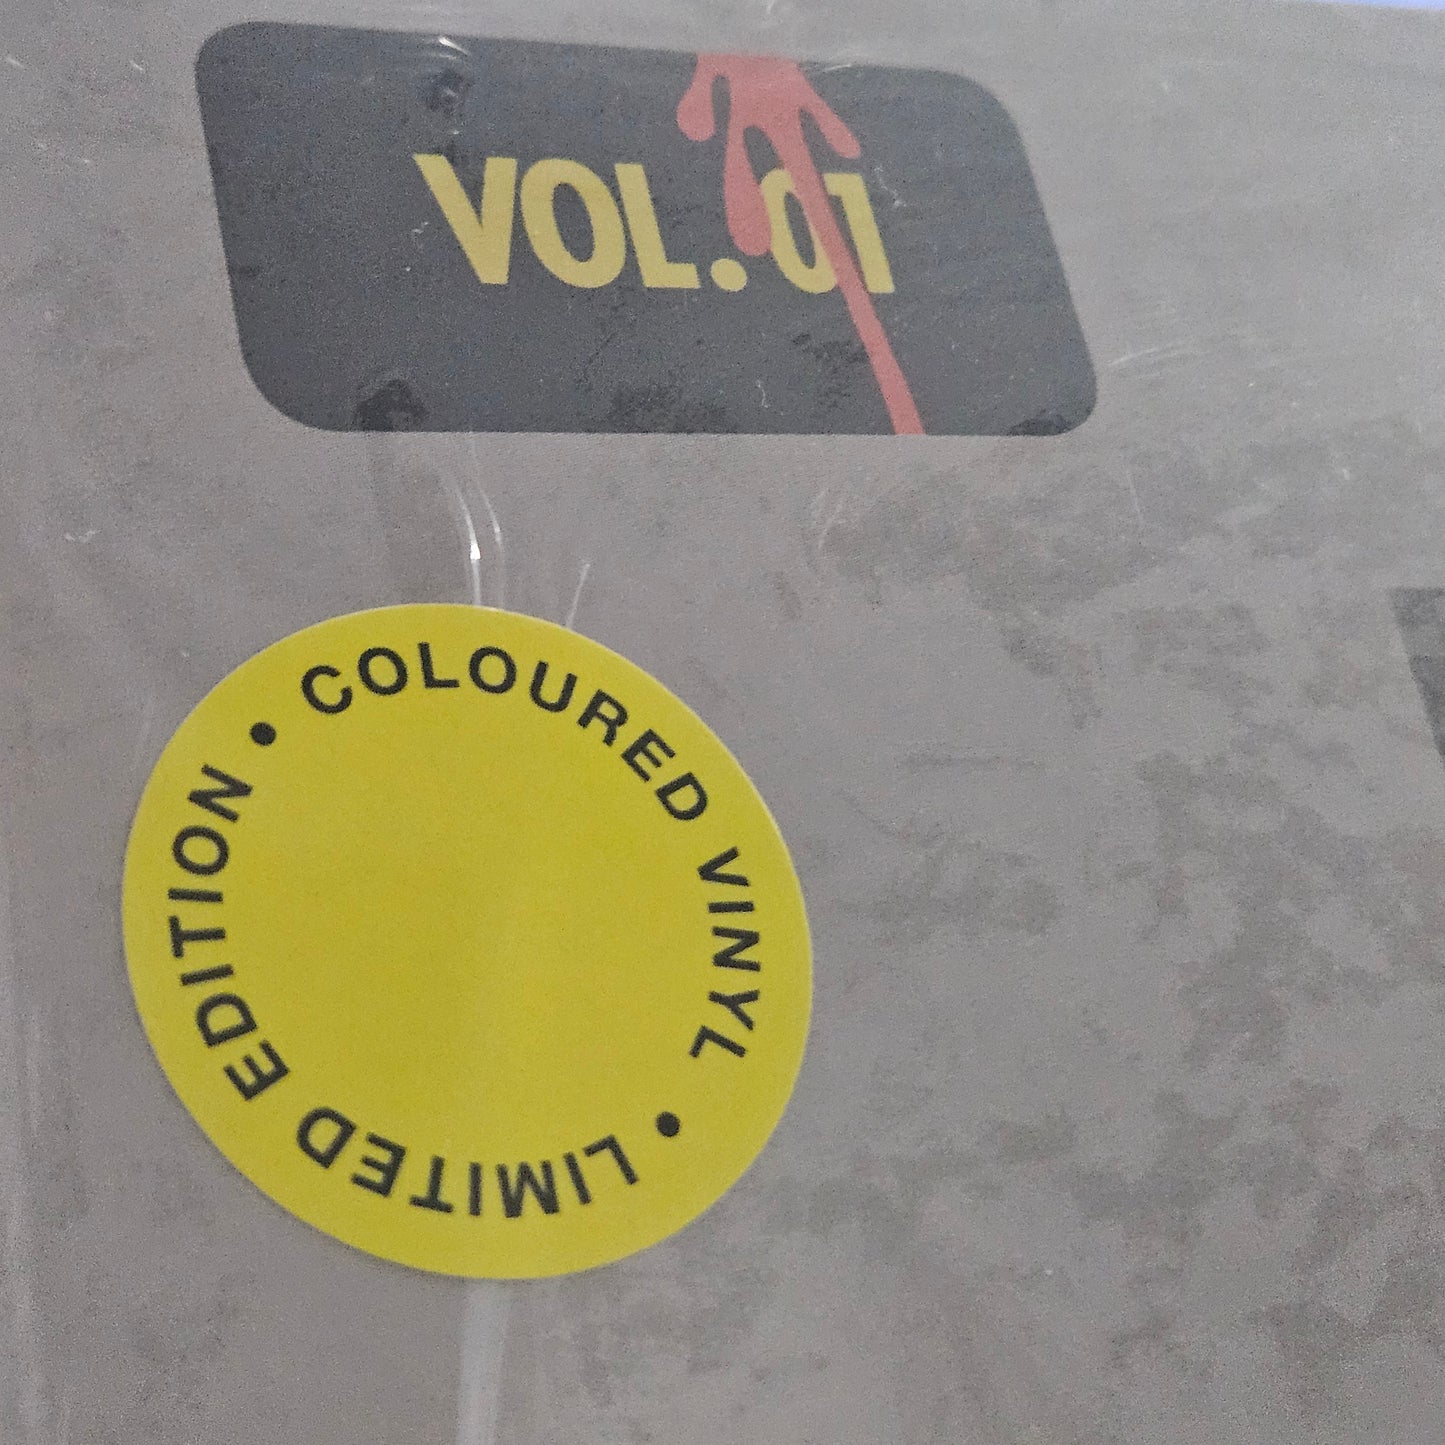 VOL. 01
• COLOURED VINYL • LIMITED EDITION